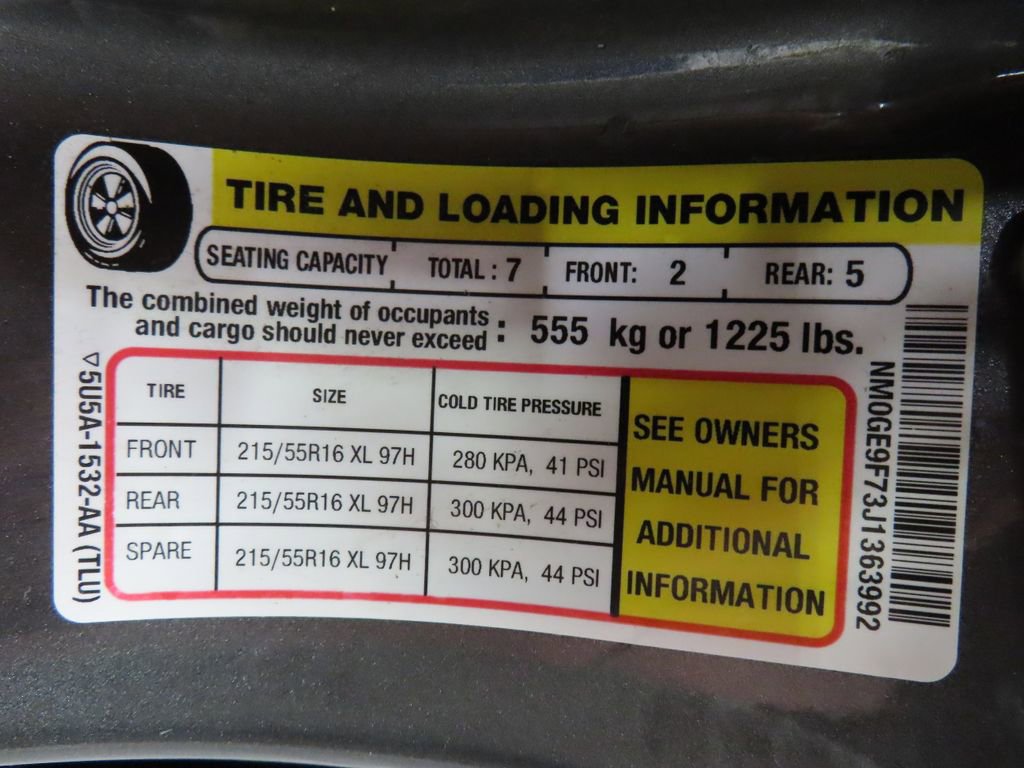 TIRE AND LOADING INFORMATION
SEATING CAPACITY TOTAL : 7 FRONT: 2 REAR: 5
The combined weight of occupants
and cargo should never exceed : 555 kg or 1225 lbs.
TIRE SIZE COLD TIRE PRESSURE
FRONT 215/55R16 XL 97H 280 KPA, 41 PSI
REAR 215/55R16 XL 97H 300 KPA, 44 PSI
SPARE 215/55R16 XL 97H 300 KPA, 44 PSI
SEE OWNERS
MANUAL FOR
ADDITIONAL
INFORMATION
5U5A-1532-AA (TLU)
NM0GE9F73J1363992